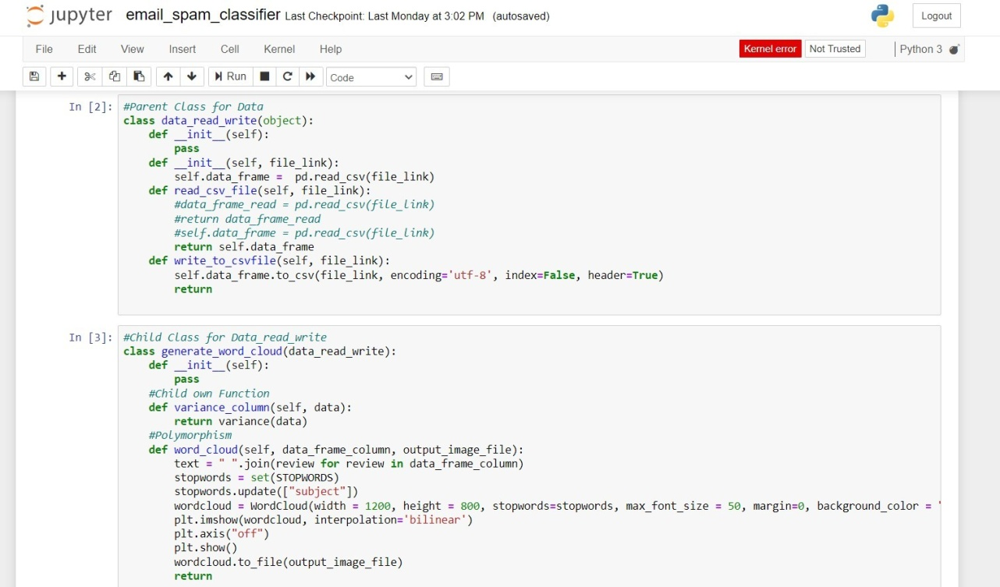 jupyter email_spam_classifier Last Checkpoint: Last Monday at 3:02 PM (autosaved) Logout
File Edit View Insert Cell Kernel Help Kernel error Not Trusted Python 3
Run Code
In [2]: #Parent Class for Data
class data_read_write(object):
    def __init__(self):
        pass
    def __init__(self, file_link):
        self.data_frame =  pd.read_csv(file_link)
    def read_csv_file(self, file_link):
        #data_frame_read = pd.read_csv(file_link)
        #return data_frame_read
        #self.data_frame = pd.read_csv(file_link)
        return self.data_frame
    def write_to_csvfile(self, file_link):
        self.data_frame.to_csv(file_link, encoding='utf-8', index=False, header=True)
        return
In [3]: #Child Class for Data_read_write
class generate_word_cloud(data_read_write):
    def __init__(self):
        pass
    #Child own Function
    def variance_column(self, data):
        return variance(data)
    #Polymorphism
    def word_cloud(self, data_frame_column, output_image_file):
        text = " ".join(review for review in data_frame_column)
        stopwords = set(STOPWORDS)
        stopwords.update(["subject"])
        wordcloud = WordCloud(width = 1200, height = 800, stopwords=stopwords, max_font_size = 50, margin=0, background_color = "
        plt.imshow(wordcloud, interpolation='bilinear')
        plt.axis("off")
        plt.show()
        wordcloud.to_file(output_image_file)
        return